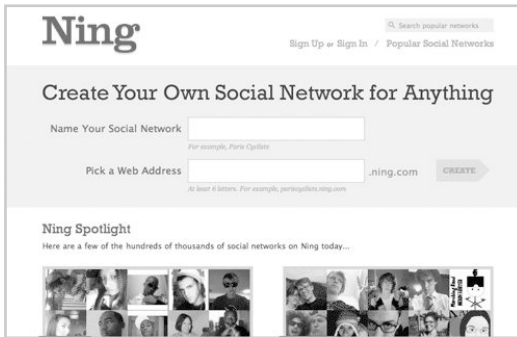 Ning
Search popular networks
Sign Up or Sign In / Popular Social Networks
Create Your Own Social Network for Anything
Name Your Social Network
For example, Paris Cyclists
Pick a Web Address .ning.com CREATE
At least 6 letters. For example, pariscyclists.ning.com
Ning Spotlight
Here are a few of the hundreds of thousands of social networks on Ning today...